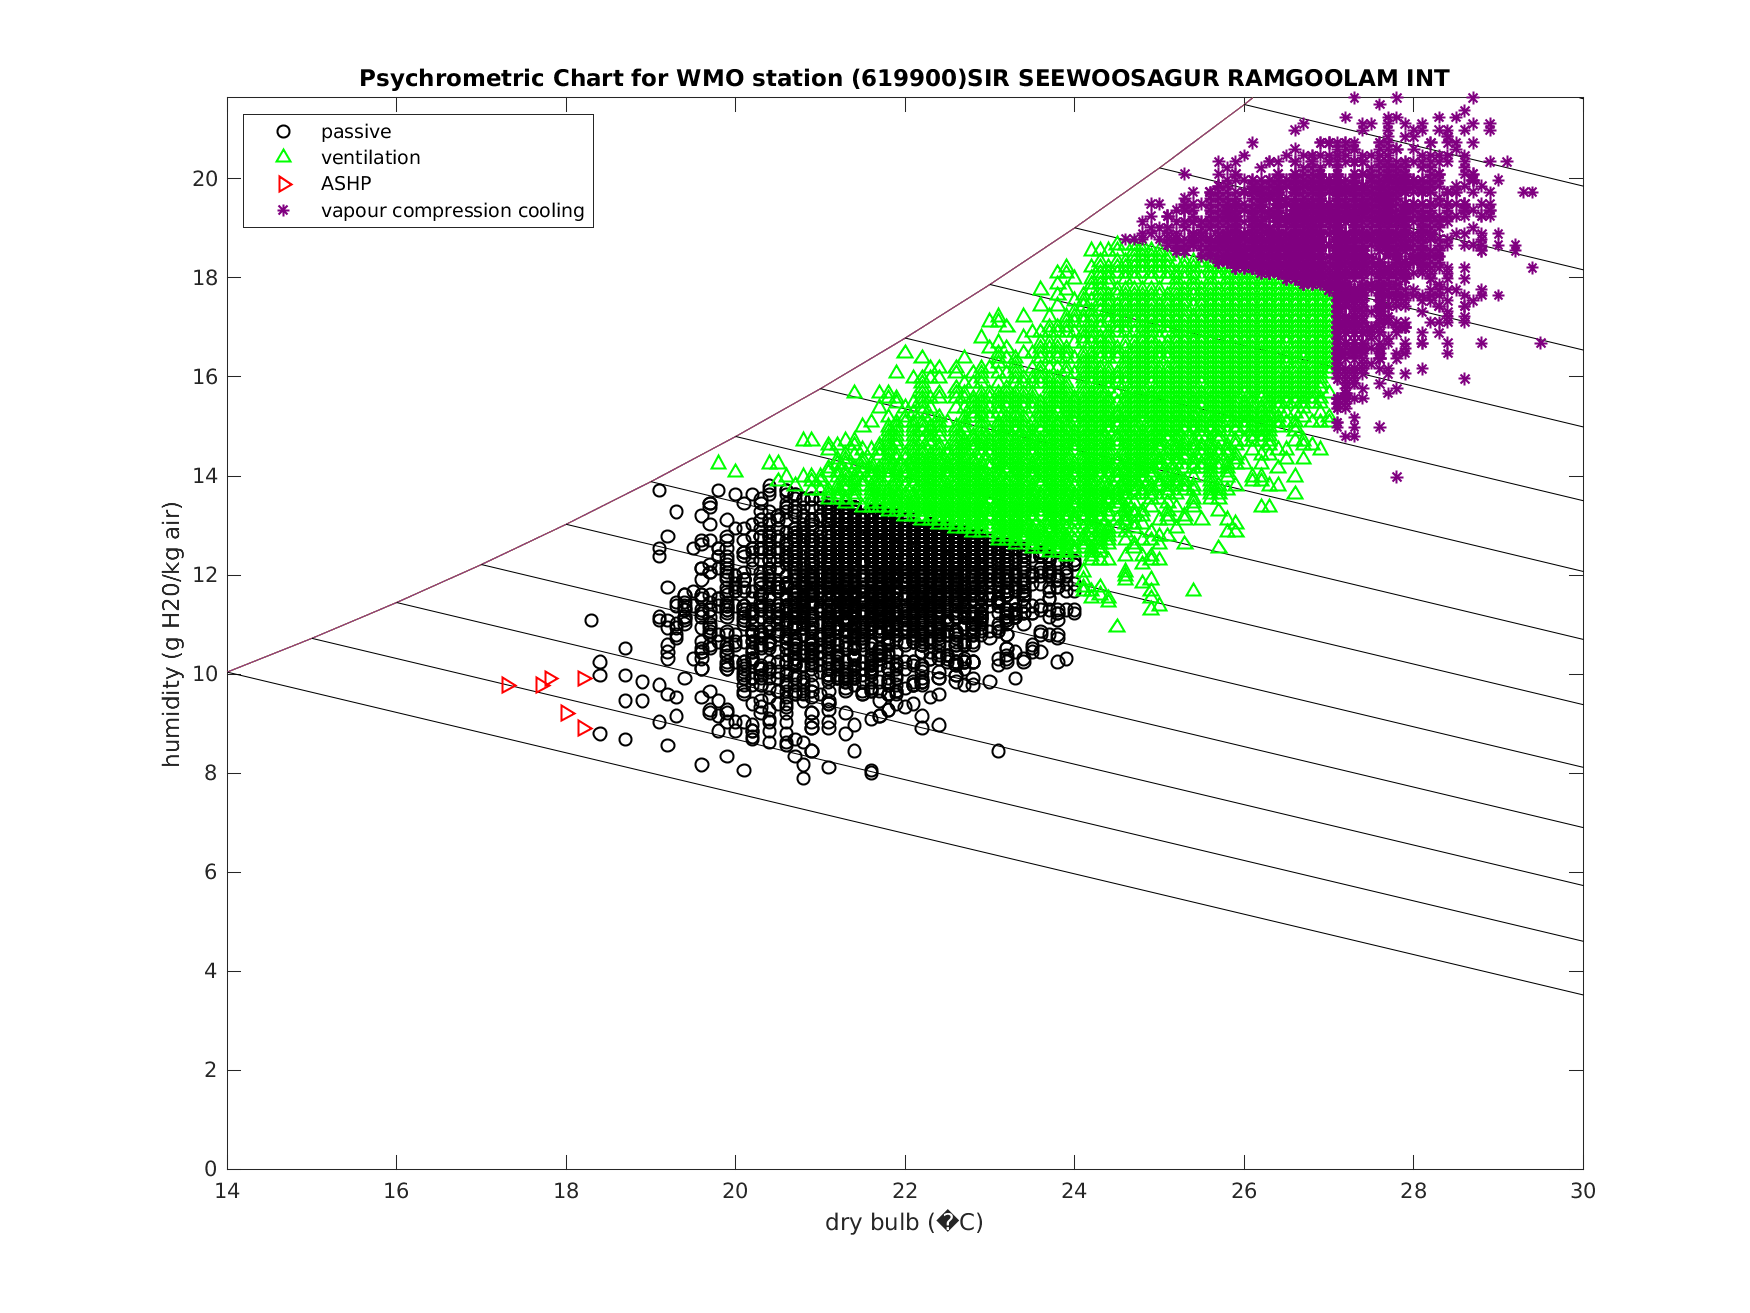 Psychrometric Chart for WMO station (619900)SIR SEEWOOSAGUR RAMGOOLAM INT
passive
ventilation
ASHP
vapour compression cooling
humidity (g H20/kg air)
20
18
16
14
12
10
8
6
4
2
0
14 16 18 20 22 24 26 28 30
dry bulb (�C)